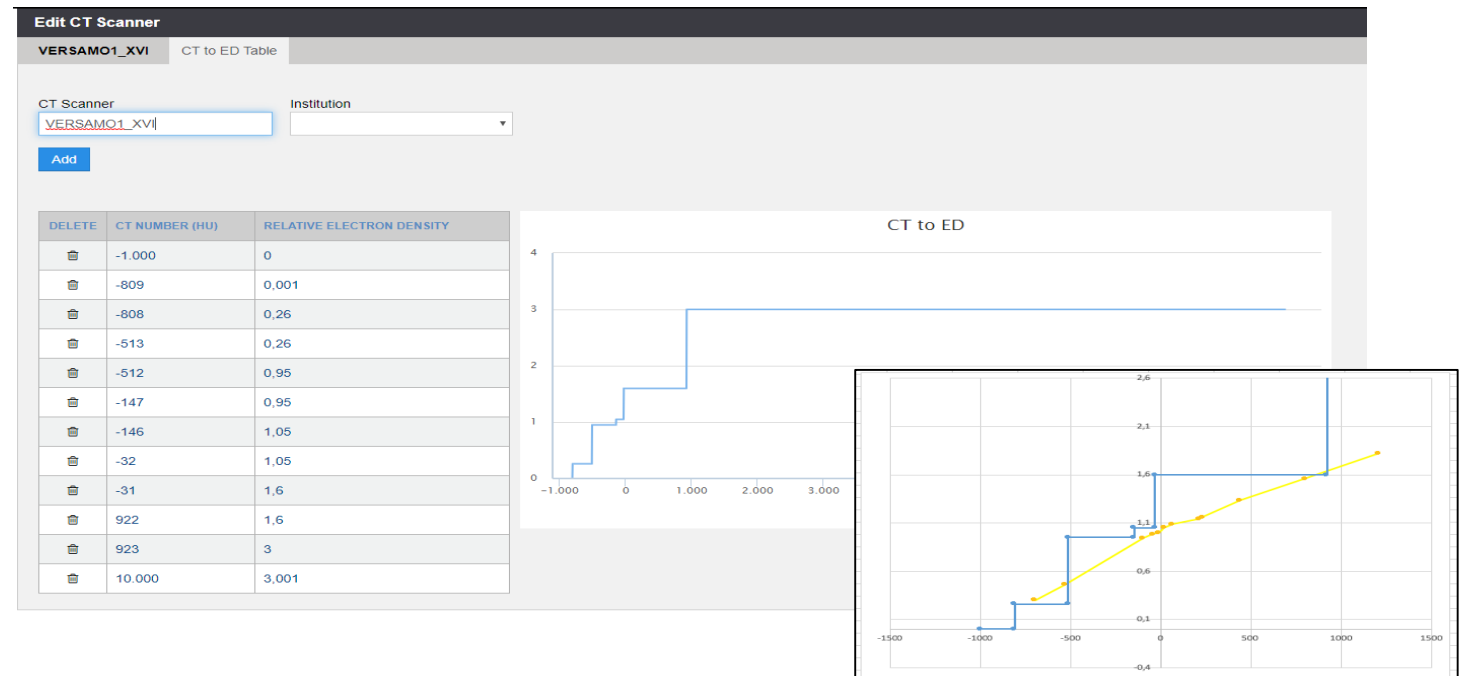 Edit CT Scanner
VERSAMO1_XVI CT to ED Table
CT Scanner Institution
VERSAMO1_XVI
Add
DELETE CT NUMBER (HU) RELATIVE ELECTRON DENSITY
-1.000 0
-809 0,001
-808 0,26
-513 0,26
-512 0,95
-147 0,95
-146 1,05
-32 1,05
-31 1,6
922 1,6
923 3
10.000 3,001
CT to ED
4
3
2
1
0
-1.000 0 1.000 2.000 3.000
2,6
2,1
1,6
1,1
0,6
0,1
-1500 -1000 -500 0 500 1000 1500
-0,4